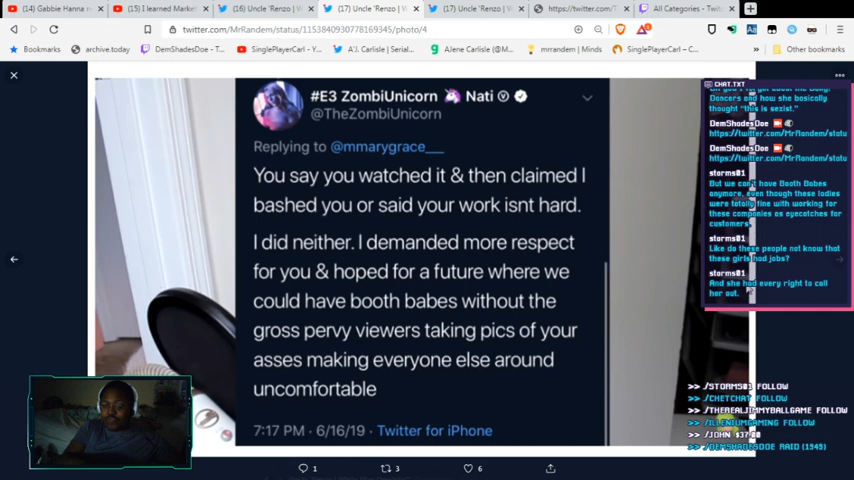 (14) Gabbie Hanna n
(15) I learned Market
(16) Uncle 'Renzo | W
(17) Uncle 'Renzo | W
(17) Uncle 'Renzo | W
https://twitter.com/Mr
All Categories - Twitc
twitter.com/MrRandem/status/1153840930778169345/photo/4
Bookmarks
archive.today
DemShadesDoe - T...
SinglePlayerCarl - Y...
A.J. Carlisle | Serial...
AJene Carlisle (@M...
mrrandem | Minds
SinglePlayerCarl – C...
Other bookmarks
#E3 ZombiUnicorn 🦄 Nati Ⓥ
@TheZombiUnicorn
Replying to @mmarygrace__
You say you watched it & then claimed I
bashed you or said your work isnt hard.
I did neither. I demanded more respect
for you & hoped for a future where we
could have booth babes without the
gross pervy viewers taking pics of your
asses making everyone else around
uncomfortable
7:17 PM · 6/16/19 · Twitter for iPhone
1
3
6
CHAT.TXT
Dancers and how she basically
thought "this is sexist."
DemShadesDoe
https://twitter.com/MrRandem/statu
DemShadesDoe
https://twitter.com/MrRandem/statu
storms01
But we can't have Booth Babes
anymore, even though these ladies
were totally fine with working for
these companies as eyecatches for
customers.
storms01
Like do these people not know that
these girls had jobs?
storms01
And she had every right to call
her out.
>> ./STORMS01 FOLLOW
>> ./CHETCHAT FOLLOW
>> ./THEREALJIMMYBALLGAME FOLLOW
>> ./ILLENIUMGAMING FOLLOW
>> ./JOHN $37.00
>> ./DEMSHADESDOE RAID (1545)